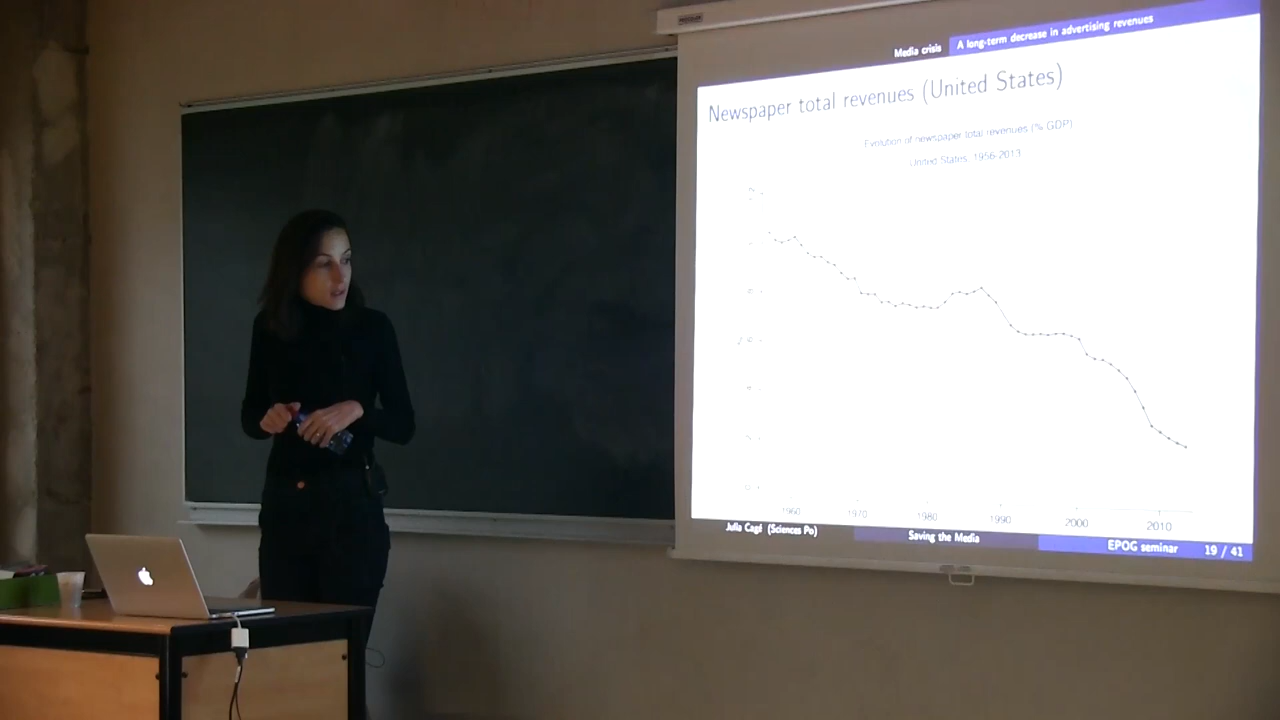 Media crisis A long-term decrease in advertising revenues
Newspaper total revenues (United States)
Evolution of newspaper total revenues (% GDP)
United States, 1956-2013
1960 1970 1980 1990 2000 2010
Julia Cagé (Sciences Po) Saving the Media EPOG seminar 19 / 41